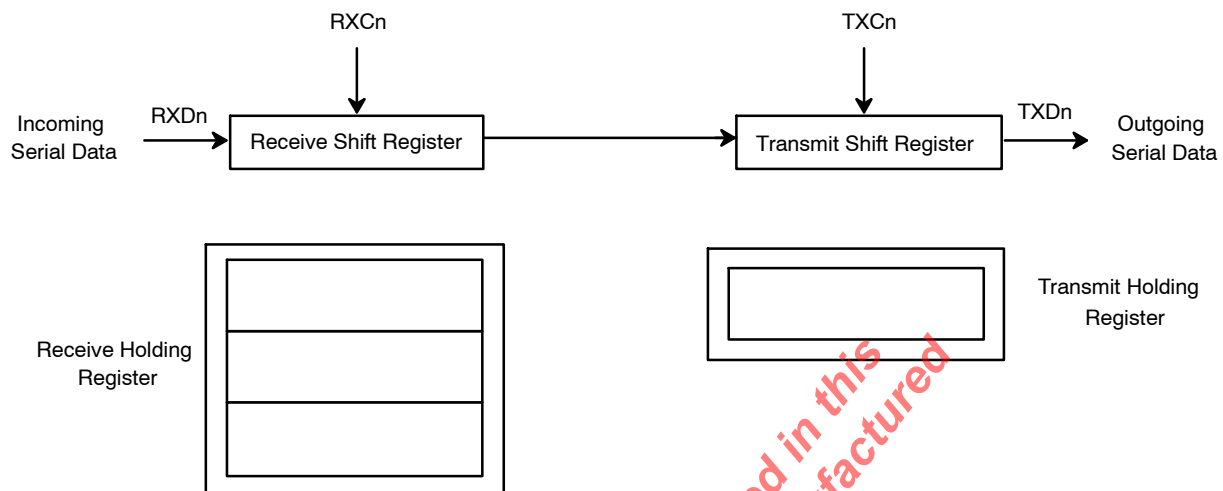 RXCn
TXCn
Incoming
Serial Data
RXDn
Receive Shift Register
Transmit Shift Register
TXDn
Outgoing
Serial Data
Receive Holding
Register
Transmit Holding
Register
in this